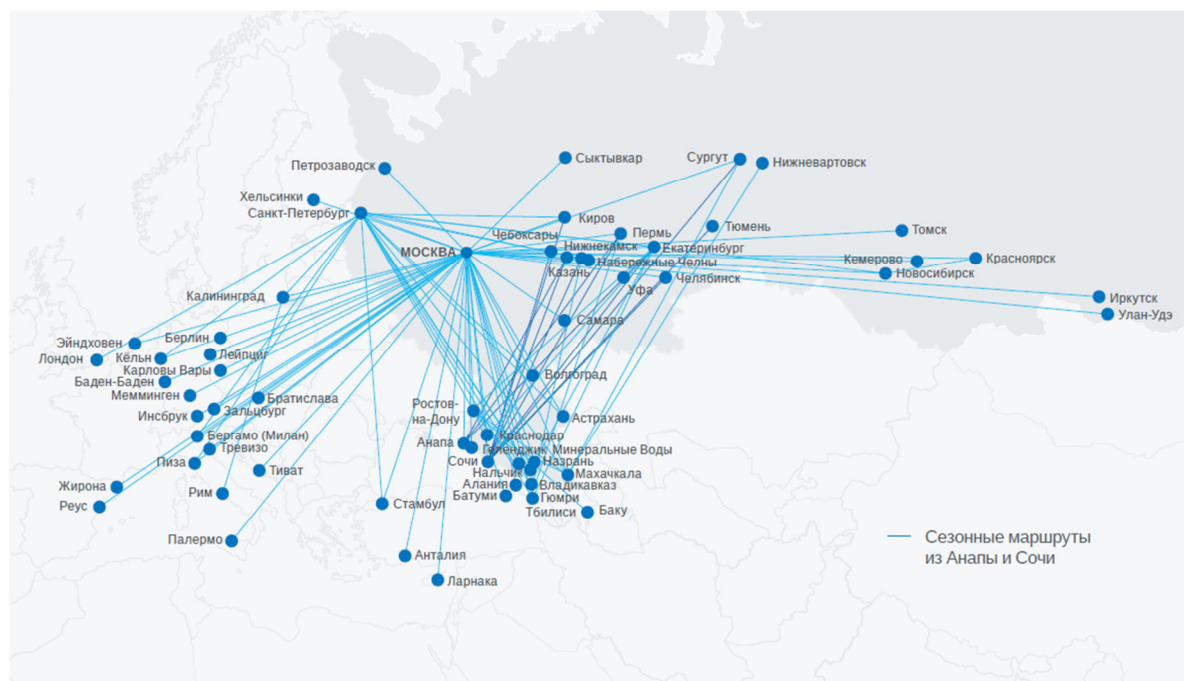 Петрозаводск
Сыктывкар
Сургут
Нижневартовск
Хельсинки
Санкт-Петербург
Киров
Пермь
Тюмень
Томск
Чебоксары
Нижнекамск
Екатеринбург
МОСКВА
Казань
Набережные Челны
Кемерово
Красноярск
Новосибирск
Уфа
Челябинск
Калининград
Иркутск
Улан-Удэ
Самара
Эйндховен
Берлин
Лондон
Кёльн
Лейпциг
Карловы Вары
Баден-Баден
Мемминген
Волгоград
Братислава
Инсбрук
Зальцбург
Ростов-
на-Дону
Астрахань
Бергамо (Милан)
Тревизо
Анапа
Краснодар
Геленджик
Минеральные Воды
Пиза
Тиват
Сочи
Назрань
Нальчик
Махачкала
Жирона
Рим
Алания
Владикавказ
Реус
Стамбул
Батуми
Гюмри
Тбилиси
Баку
Палермо
Анталия
Ларнака
Сезонные маршруты
из Анапы и Сочи